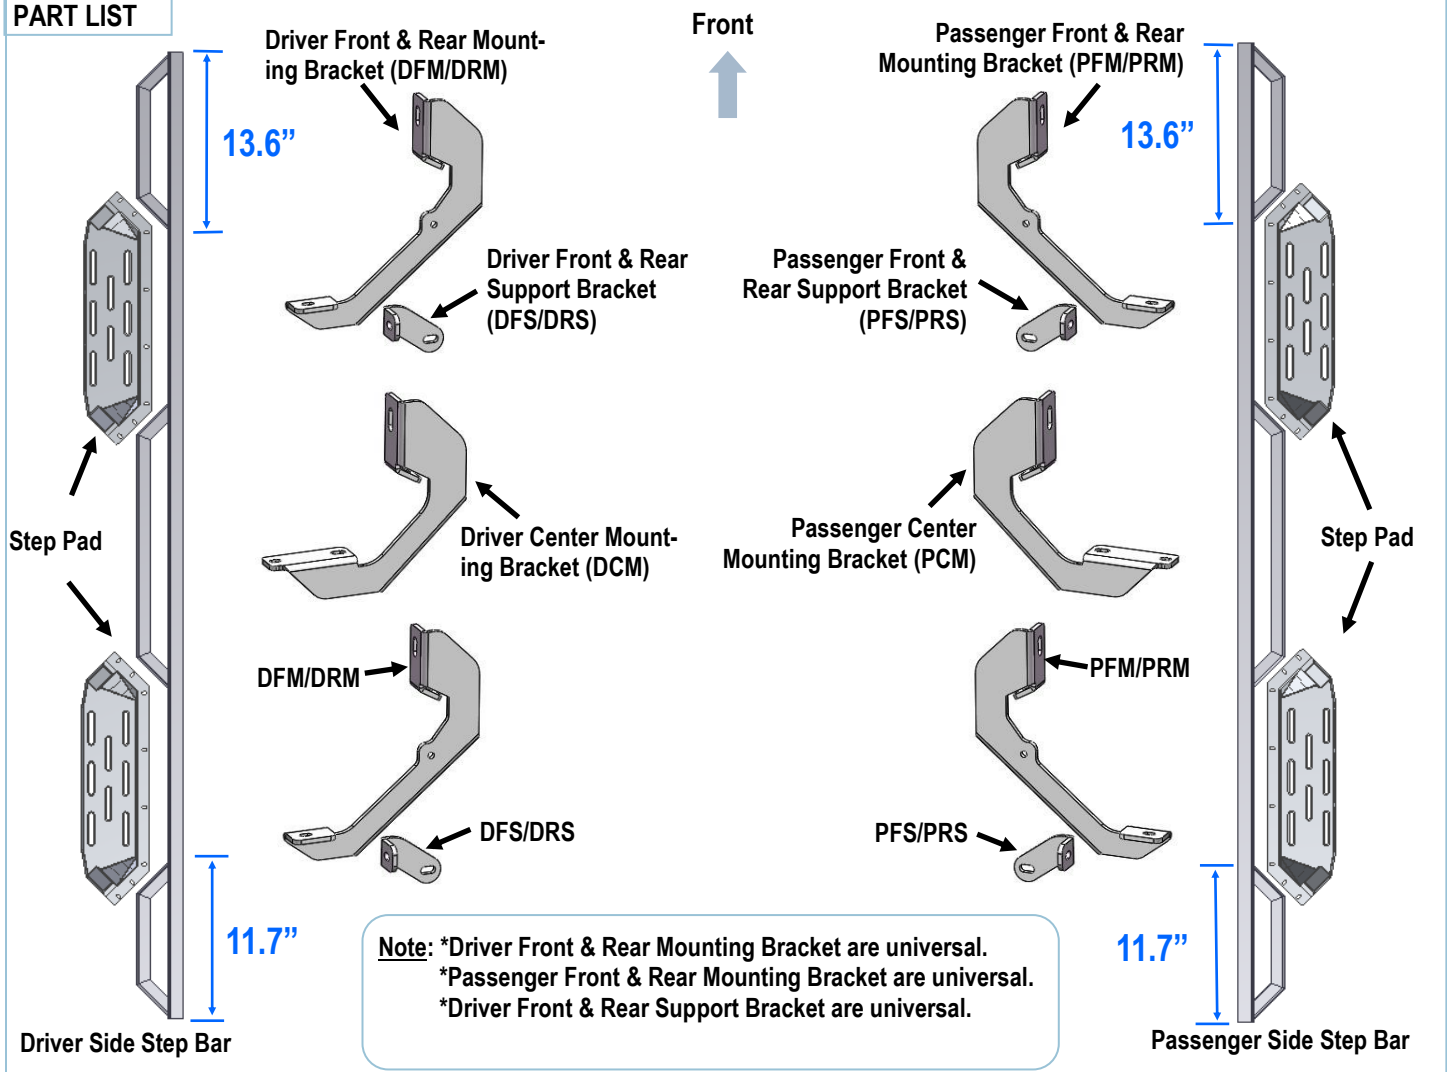 PART LIST
Front
Driver Front & Rear Mount-
ing Bracket (DFM/DRM)
Passenger Front & Rear
Mounting Bracket (PFM/PRM)
13.6”
13.6”
Driver Front & Rear
Support Bracket
(DFS/DRS)
Passenger Front &
Rear Support Bracket
(PFS/PRS)
Step Pad
Driver Center Mount-
ing Bracket (DCM)
Passenger Center
Mounting Bracket (PCM)
Step Pad
DFM/DRM
PFM/PRM
DFS/DRS
PFS/PRS
11.7”
11.7”
Note: *Driver Front & Rear Mounting Bracket are universal.
*Passenger Front & Rear Mounting Bracket are universal.
*Driver Front & Rear Support Bracket are universal.
Driver Side Step Bar
Passenger Side Step Bar